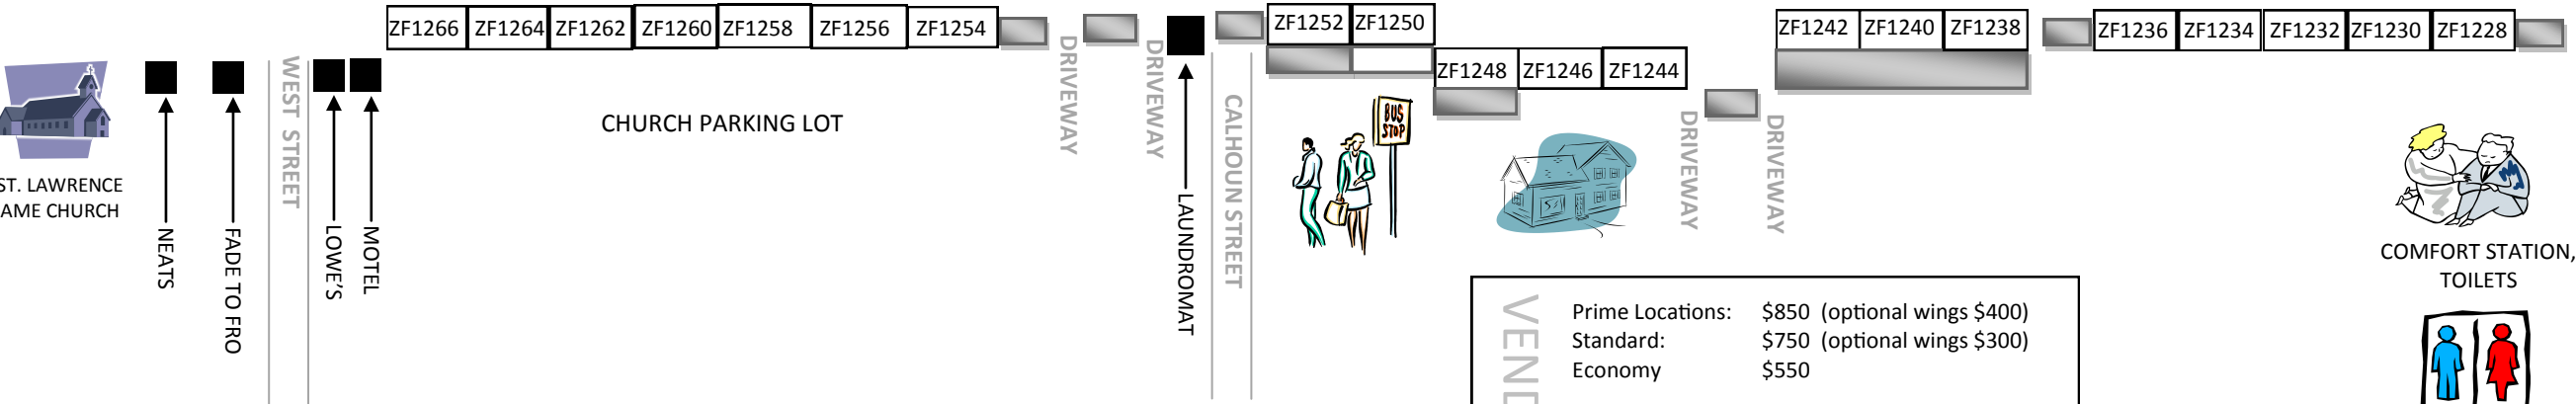 ZF1266 ZF1264 ZF1262 ZF1260 ZF1258 ZF1256 ZF1254
ZF1252 ZF1250
ZF1248 ZF1246 ZF1244
ZF1242 ZF1240 ZF1238
ZF1236 ZF1234 ZF1232 ZF1230 ZF1228
ST. LAWRENCE
AME CHURCH
NEATS
FADE TO FRO
WEST STREET
LOWE'S
MOTEL
CHURCH PARKING LOT
DRIVEWAY
DRIVEWAY
LAUNDROMAT
CALHOUN STREET
BUS
STOP
DRIVEWAY
DRIVEWAY
COMFORT STATION,
TOILETS
VEND
Prime Locations: $850 (optional wings $400)
Standard: $750 (optional wings $300)
Economy $550